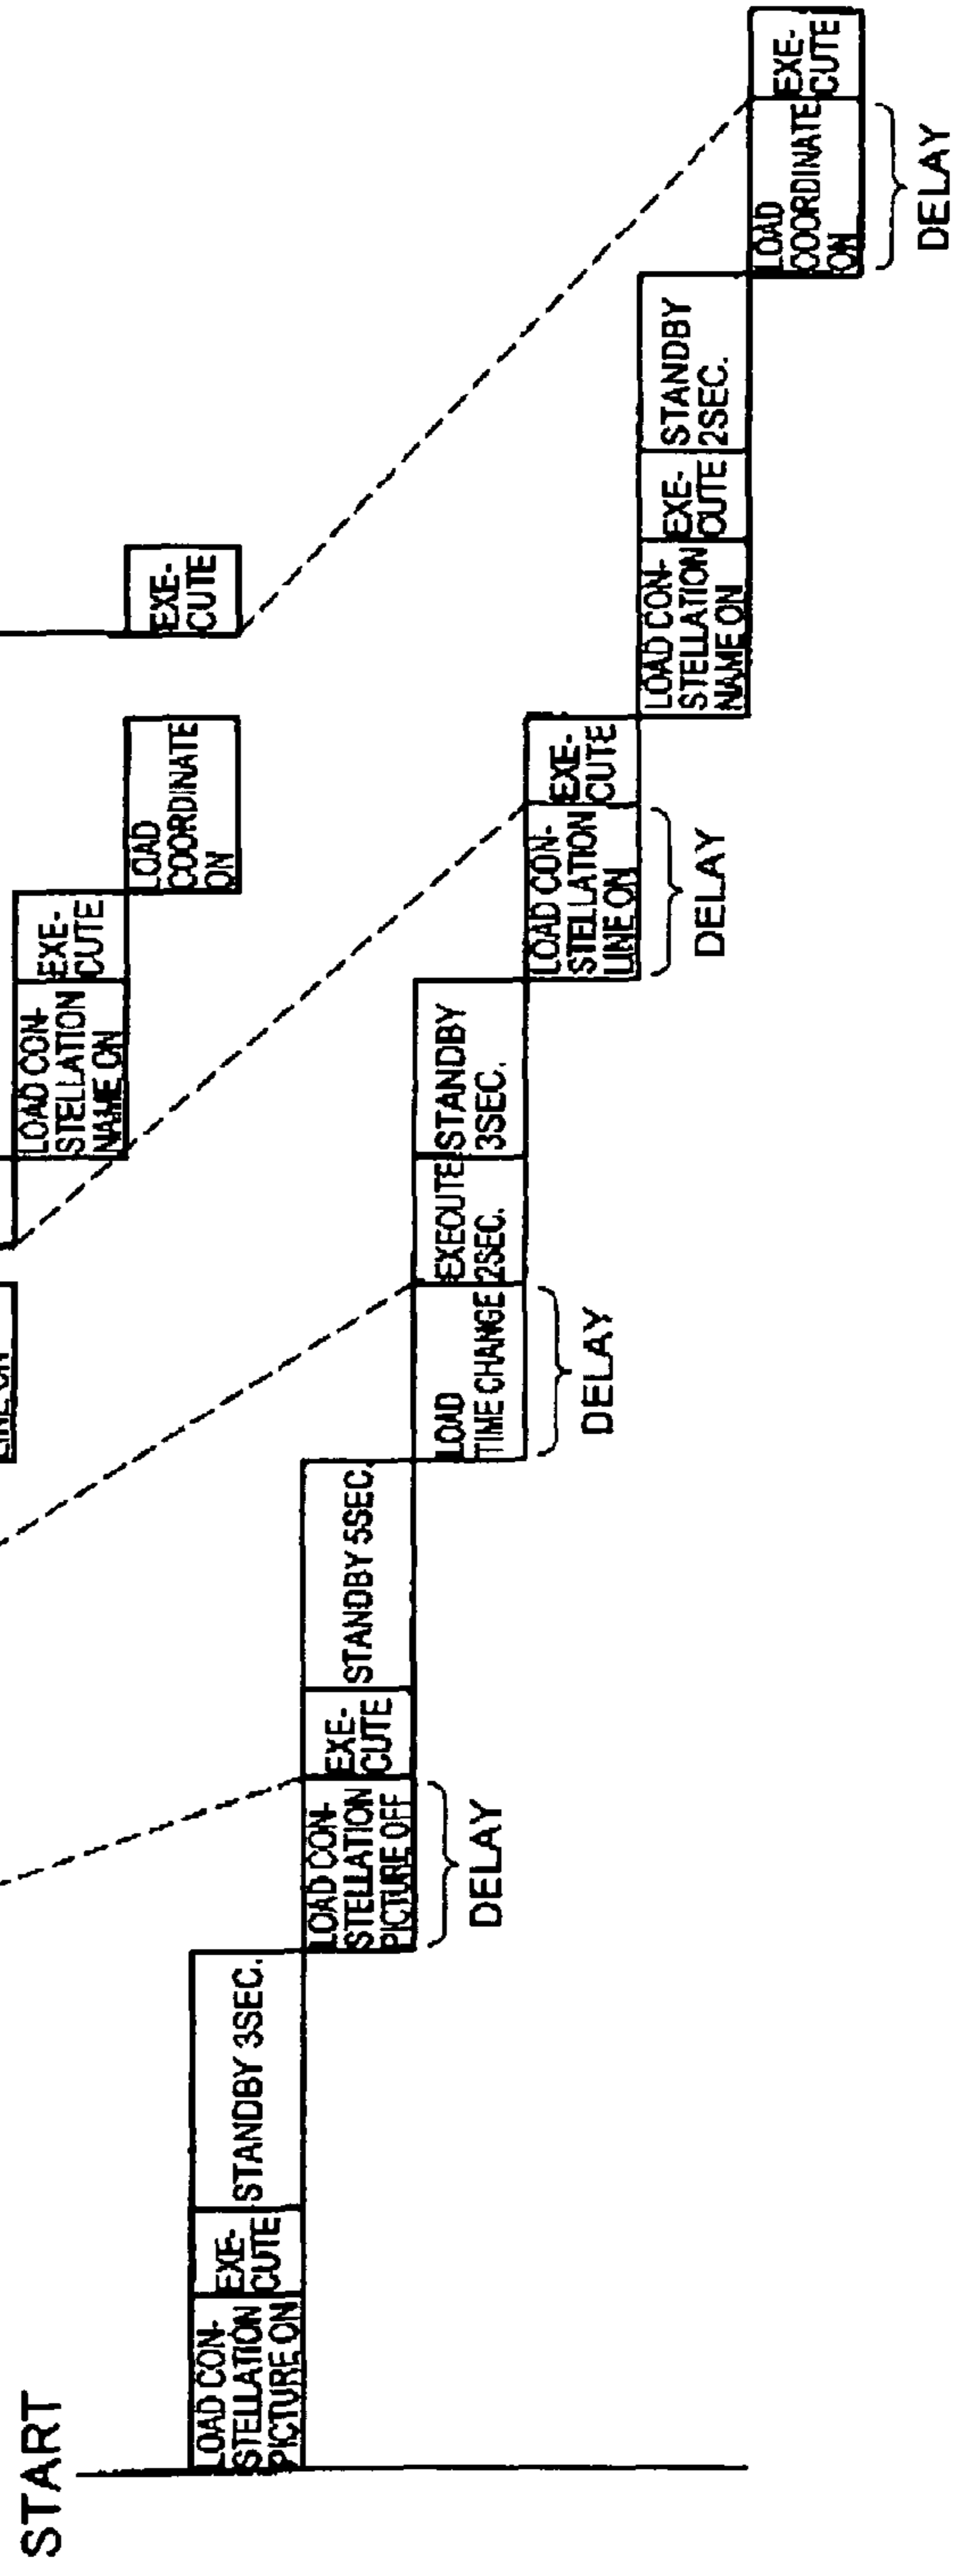 START
LOAD CON-
STELLATION
NAME ON
EXE-
CUTE
LOAD
COORDINATE
ON
EXE-
CUTE
LOAD CON-
STELLATION
PICTURE ON
EXE-
CUTE
STANDBY 3SEC.
LOAD CON-
STELLATION
PICTURE OFF
EXE-
CUTE
STANDBY 5SEC.
DELAY
LOAD
TIME CHANGE
EXECUTE
2SEC.
STANDBY
3SEC.
DELAY
LOAD CON-
STELLATION
LINE ON
EXE-
CUTE
DELAY
LOAD CON-
STELLATION
NAME ON
EXE-
CUTE
STANDBY
2SEC.
LOAD
COORDINATE
ON
EXE-
CUTE
DELAY